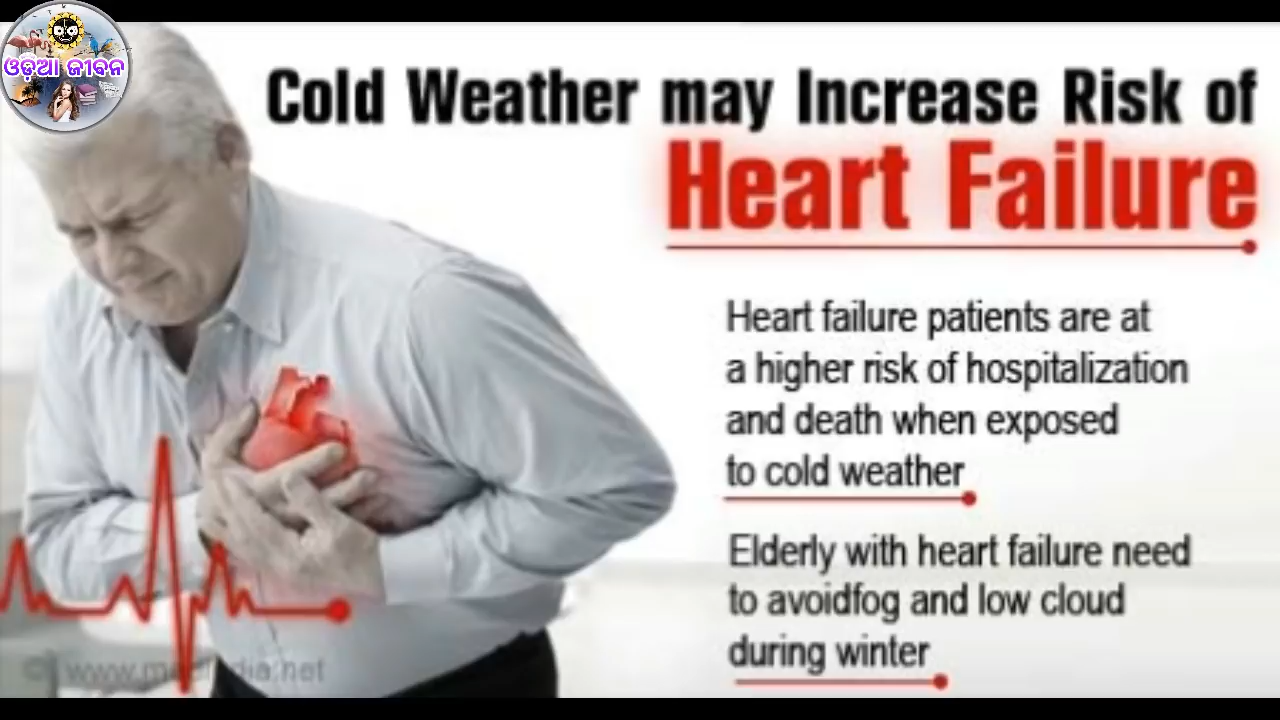 ଓଡ଼ିଆ ଜୀବନ
Cold Weather may Increase Risk of
Heart Failure
Heart failure patients are at
a higher risk of hospitalization
and death when exposed
to cold weather
Elderly with heart failure need
to avoidfog and low cloud
during winter